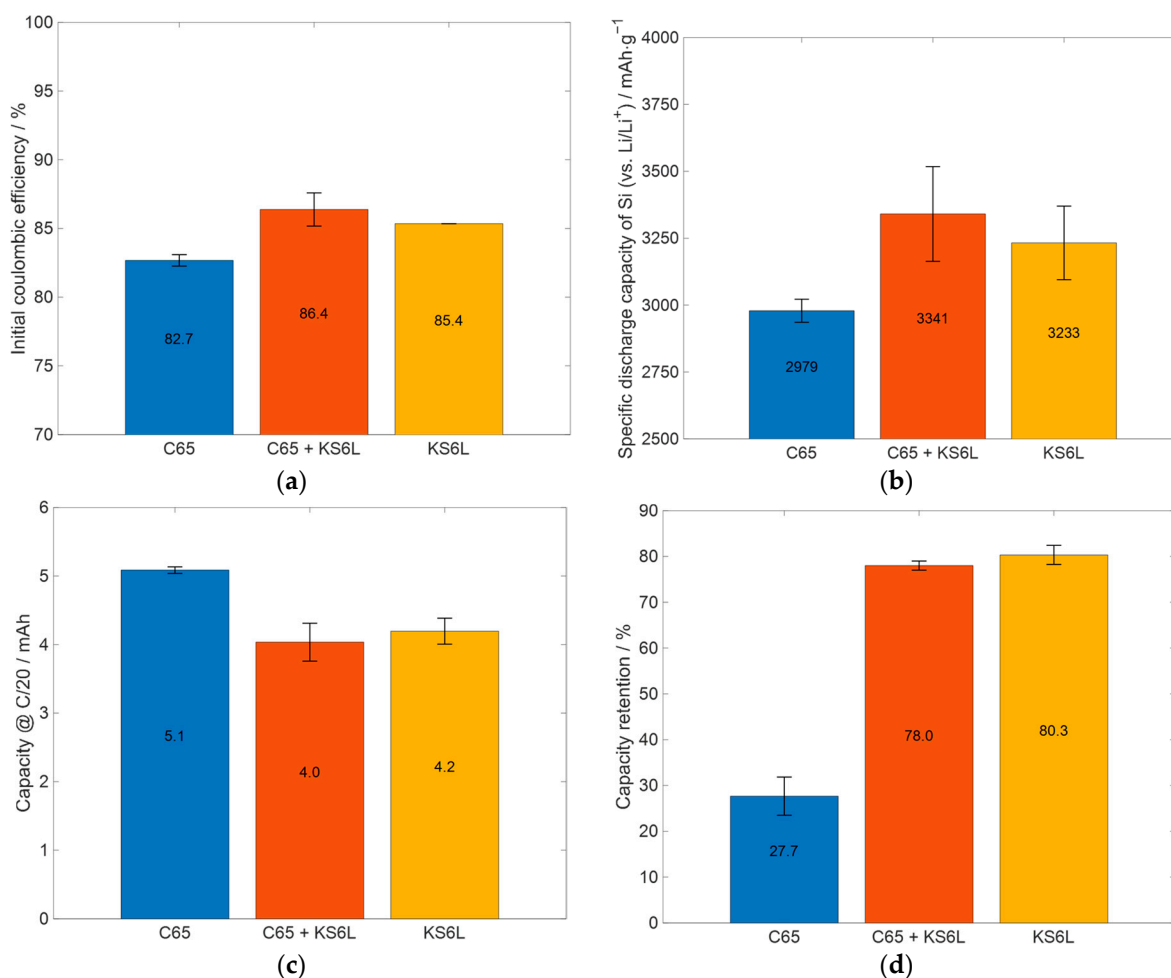 Initial coulombic efficiency / %
100
95
90
85
80
75
70
82.7
86.4
85.4
C65
C65 + KS6L
KS6L
(a)
Specific discharge capacity of Si (vs. Li/Li⁺) / mAh·g⁻¹
4000
3750
3500
3250
3000
2750
2500
2979
3341
3233
C65
C65 + KS6L
KS6L
(b)
Capacity @ C/20 / mAh
6
5
4
3
2
1
0
5.1
4.0
4.2
C65
C65 + KS6L
KS6L
(c)
Capacity retention / %
90
80
70
60
50
40
30
20
10
0
27.7
78.0
80.3
C65
C65 + KS6L
KS6L
(d)